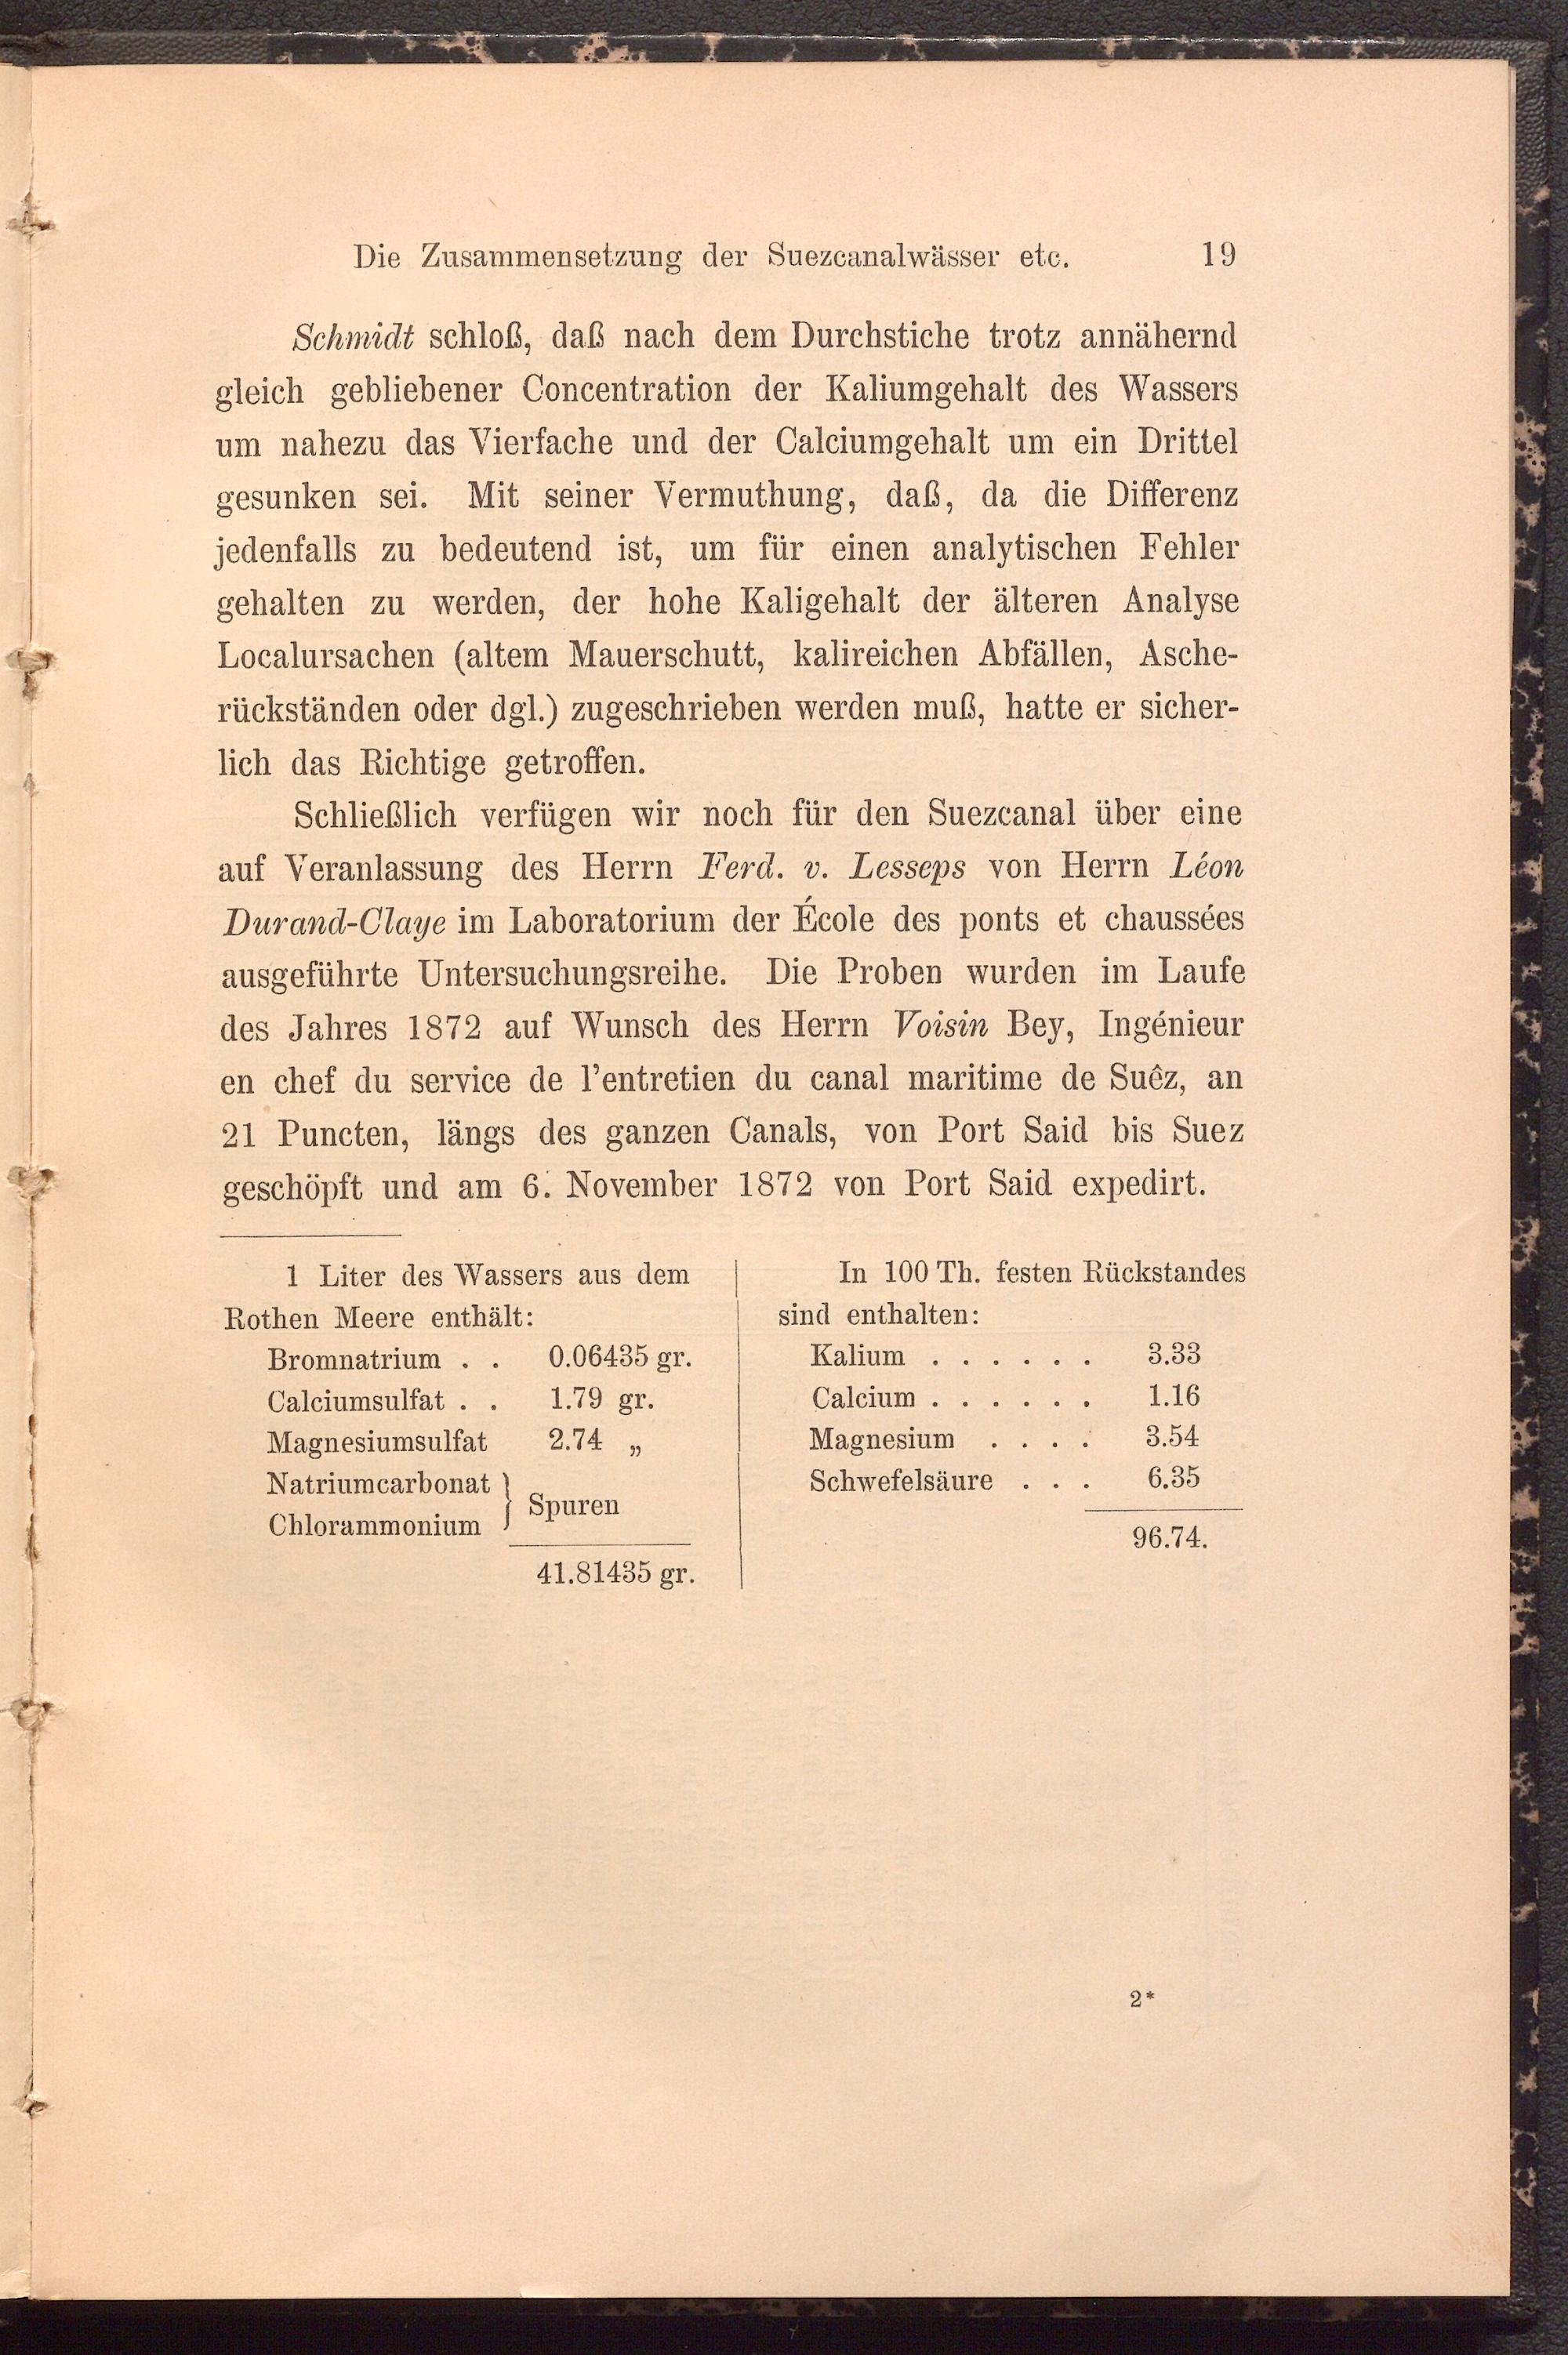 Die Zusammensetzung der Suezcanalwässer etc. 19
Schmidt schloß, daß nach dem Durchstiche trotz annähernd
gleich gebliebener Concentration der Kaliumgehalt des Wassers
um nahezu das Vierfache und der Calciumgehalt um ein Drittel
gesunken sei. Mit seiner Vermuthung, daß, da die Differenz
jedenfalls zu bedeutend ist, um für einen analytischen Fehler
gehalten zu werden, der hohe Kaligehalt der älteren Analyse
Localursachen (altem Mauerschutt, kalireichen Abfällen, Asche-
rückständen oder dgl.) zugeschrieben werden muß, hatte er sicher-
lich das Richtige getroffen.
Schließlich verfügen wir noch für den Suezcanal über eine
auf Veranlassung des Herrn Ferd. v. Lesseps von Herrn Léon
Durand-Claye im Laboratorium der École des ponts et chaussées
ausgeführte Untersuchungsreihe. Die Proben wurden im Laufe
des Jahres 1872 auf Wunsch des Herrn Voisin Bey, Ingénieur
en chef du service de l'entretien du canal maritime de Suêz, an
21 Puncten, längs des ganzen Canals, von Port Said bis Suez
geschöpft und am 6. November 1872 von Port Said expedirt.
1 Liter des Wassers aus dem
Rothen Meere enthält:
Bromnatrium . . 0.06435 gr.
Calciumsulfat . . 1.79 gr.
Magnesiumsulfat 2.74 „
Natriumcarbonat } Spuren
Chlorammonium
41.81435 gr.
In 100 Th. festen Rückstandes
sind enthalten:
Kalium . . . . . . 3.33
Calcium . . . . . . 1.16
Magnesium . . . . 3.54
Schwefelsäure . . . 6.35
96.74.
2*